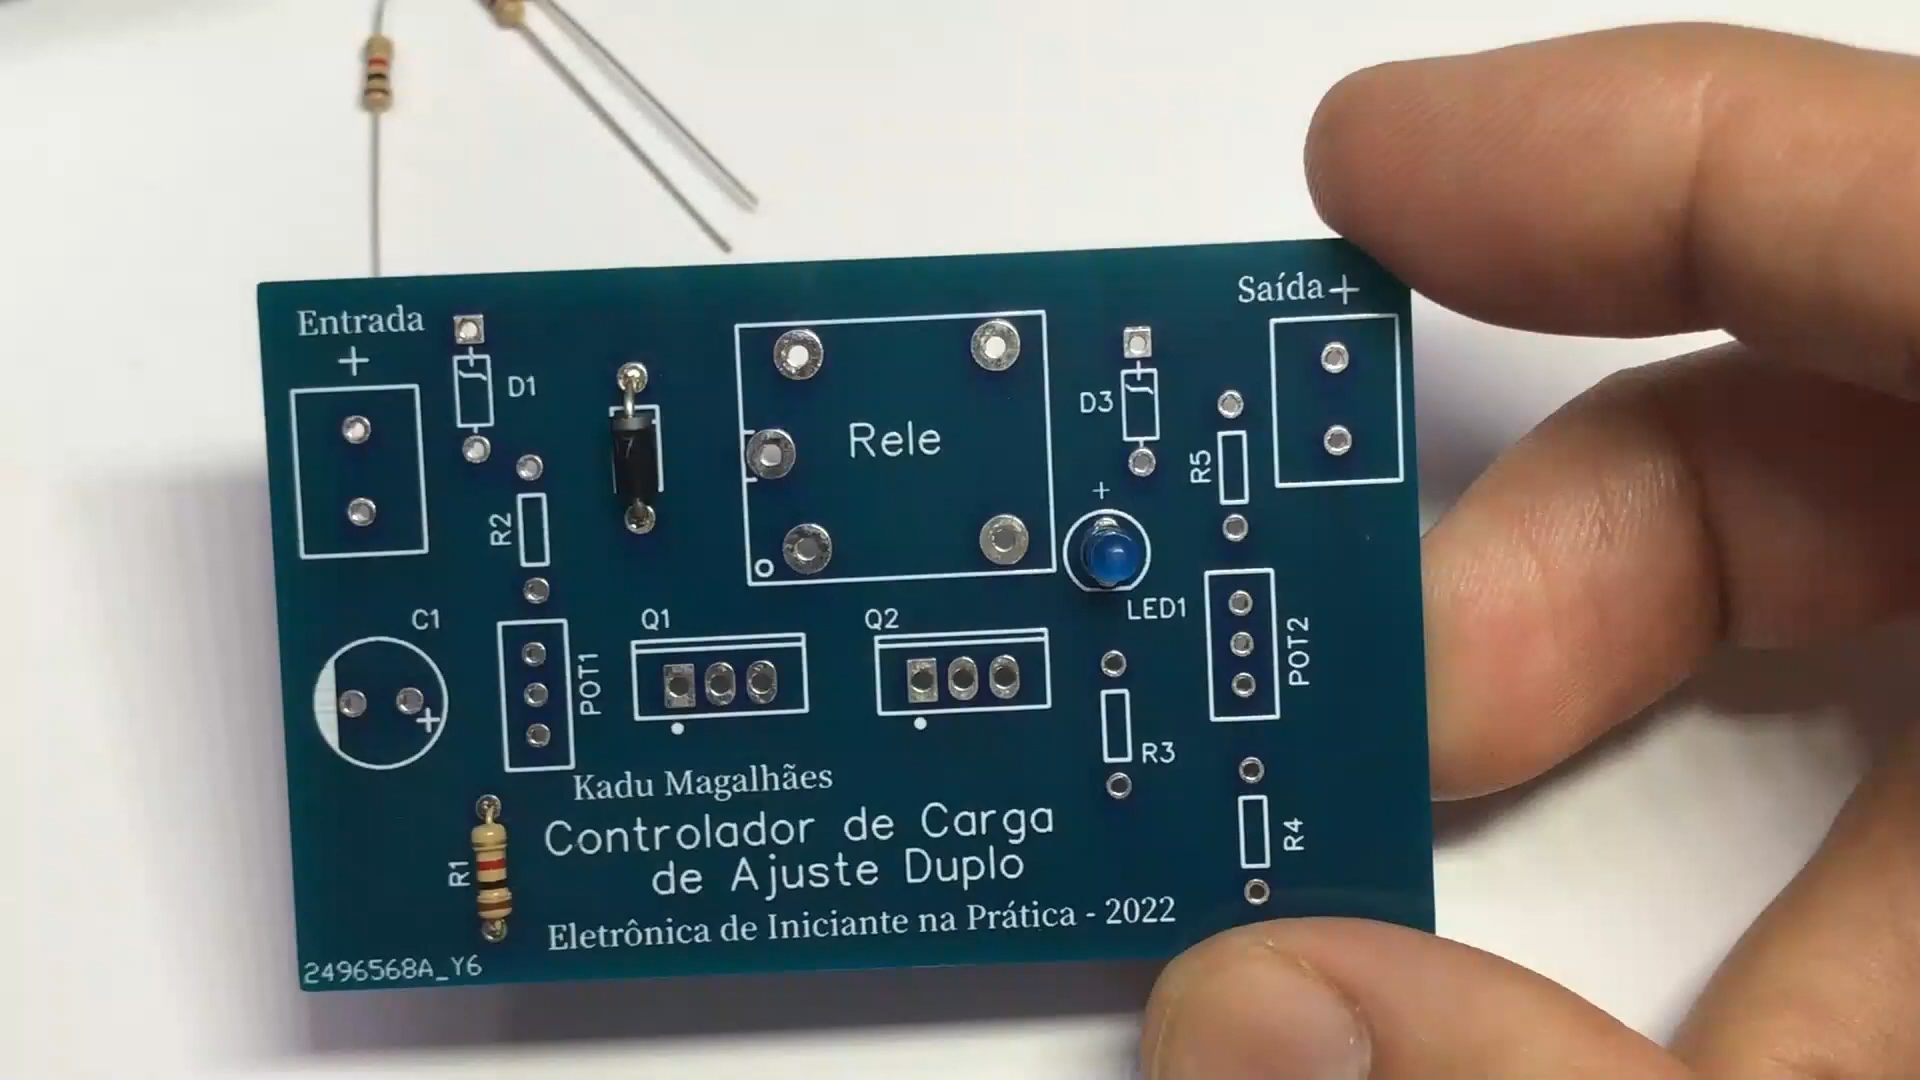 Entrada
+
Saída+
D1
D3
Rele
R5
+
R2
LED1
C1
Q1
Q2
POT1
POT2
R3
Kadu Magalhães
Controlador de Carga
de Ajuste Duplo
R1
R4
Eletrônica de Iniciante na Prática - 2022
2496568A_Y6
+
7